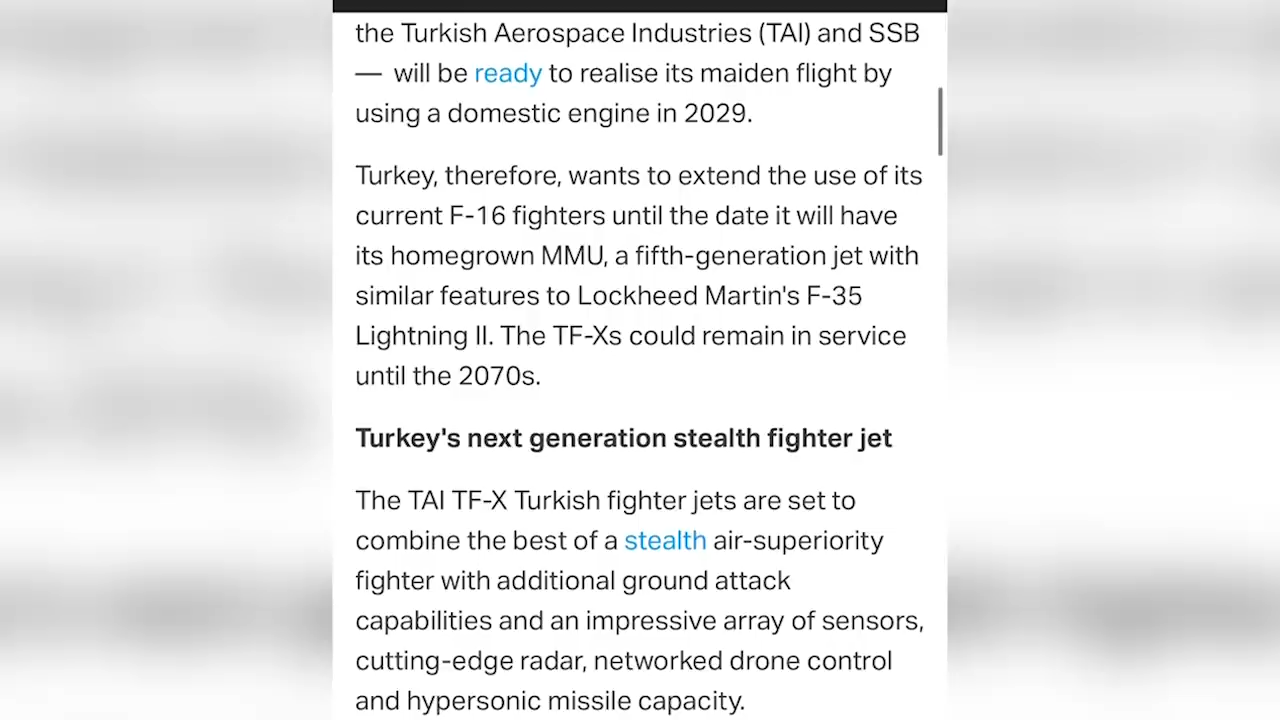 the Turkish Aerospace Industries (TAI) and SSB
— will be ready to realise its maiden flight by
using a domestic engine in 2029.
Turkey, therefore, wants to extend the use of its
current F-16 fighters until the date it will have
its homegrown MMU, a fifth-generation jet with
similar features to Lockheed Martin's F-35
Lightning II. The TF-Xs could remain in service
until the 2070s.
Turkey's next generation stealth fighter jet
The TAI TF-X Turkish fighter jets are set to
combine the best of a stealth air-superiority
fighter with additional ground attack
capabilities and an impressive array of sensors,
cutting-edge radar, networked drone control
and hypersonic missile capacity.